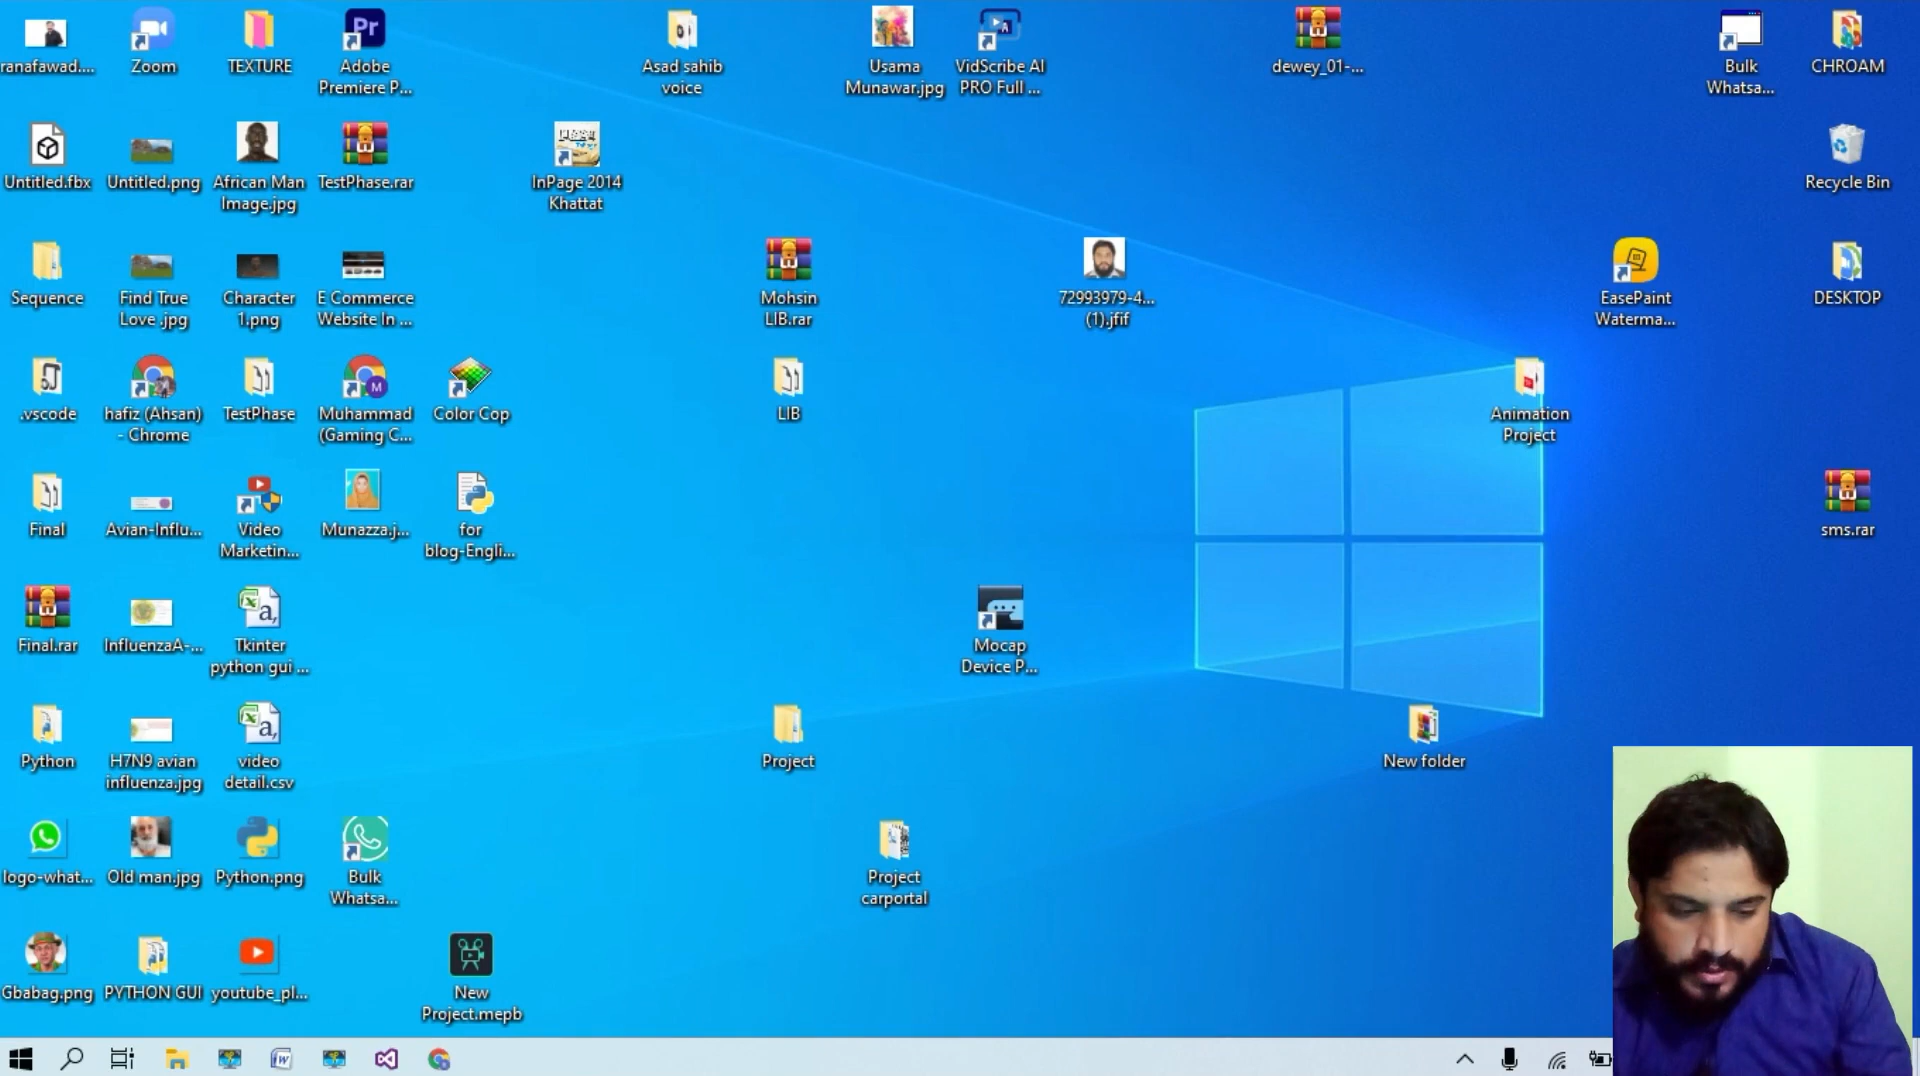 ranafawad....
Zoom
TEXTURE
Adobe
Premiere P...
Asad sahib
voice
Usama
Munawar.jpg
VidScribe AI
PRO Full ...
dewey_01-...
Bulk
Whatsa...
CHROAM
Untitled.fbx
Untitled.png
African Man
Image.jpg
TestPhase.rar
InPage 2014
Khattat
Recycle Bin
Sequence
Find True
Love .jpg
Character
1.png
E Commerce
Website In ...
Mohsin
LIB.rar
72993979-4...
(1).jfif
EasePaint
Waterma...
DESKTOP
.vscode
hafiz (Ahsan)
- Chrome
TestPhase
Muhammad
(Gaming C...
Color Cop
LIB
Animation
Project
Final
Avian-Influ...
Video
Marketin...
Munazza.j...
for
blog-Engli...
sms.rar
Final.rar
InfluenzaA-...
Tkinter
python gui ...
Mocap
Device P...
Python
H7N9 avian
influenza.jpg
video
detail.csv
Project
New folder
logo-what...
Old man.jpg
Python.png
Bulk
Whatsa...
Project
carportal
Gbabag.png
PYTHON GUI
youtube_pl...
New
Project.mepb